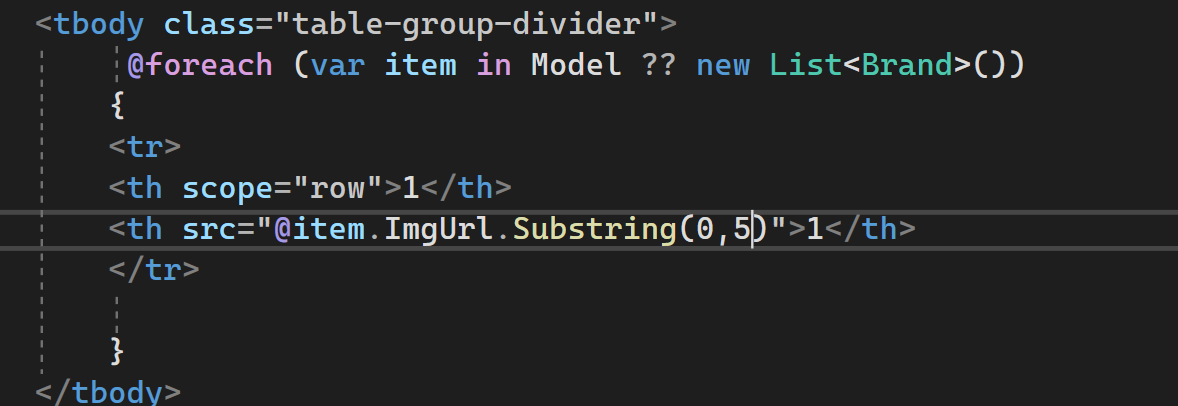 <tbody class="table-group-divider">
@foreach (var item in Model ?? new List<Brand>())
{
<tr>
<th scope="row">1</th>
<th src="@item.ImgUrl.Substring(0,5)">1</th>
</tr>
}
</tbody>